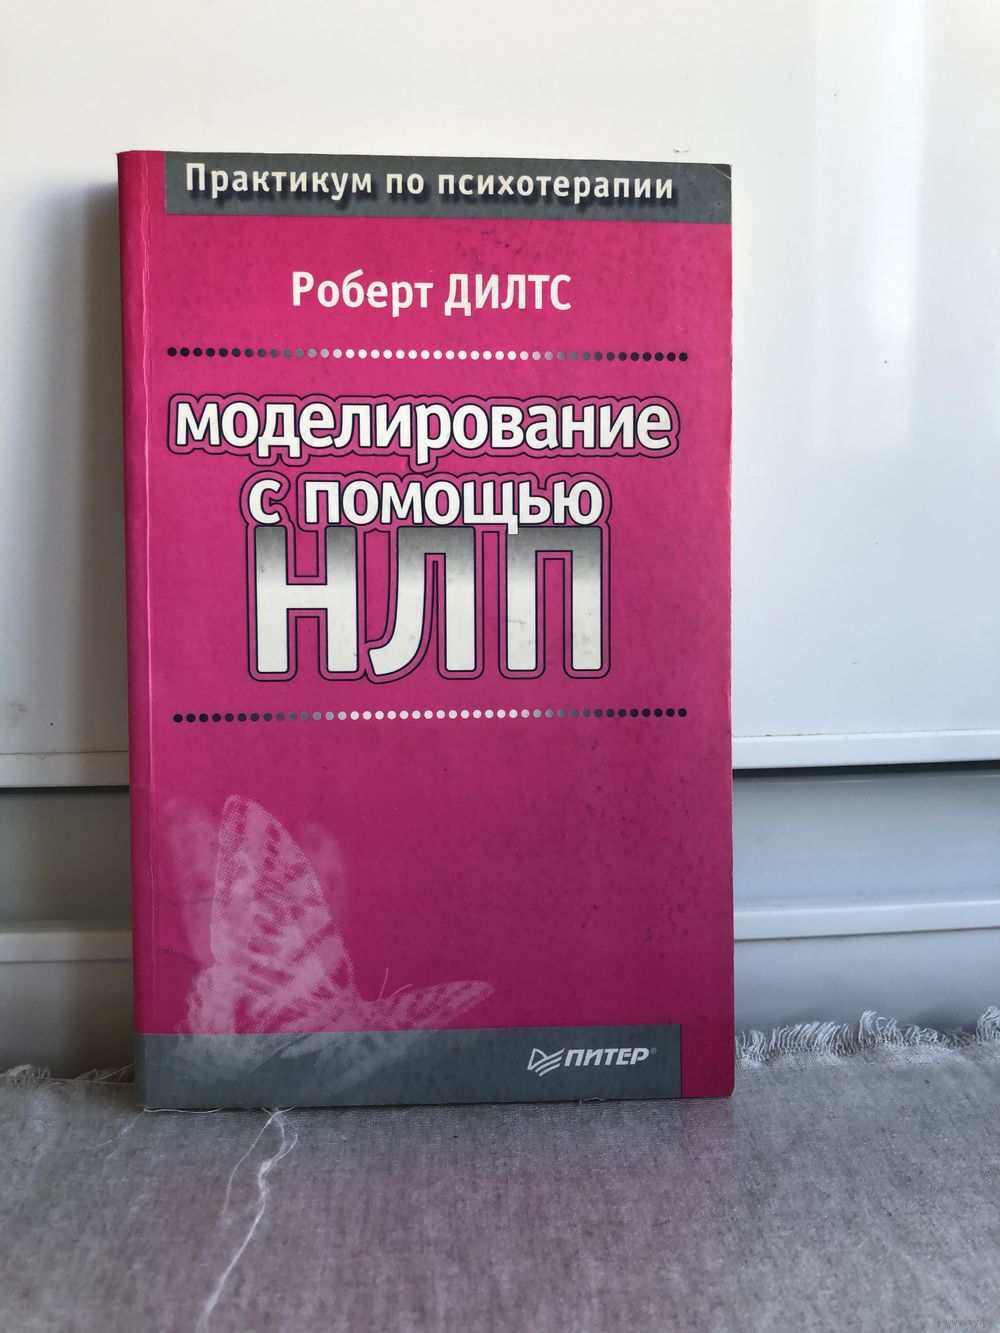 Практикум по психотерапии
Роберт ДИЛТС
моделирование
с помощью
НЛП
ПИТЕР®